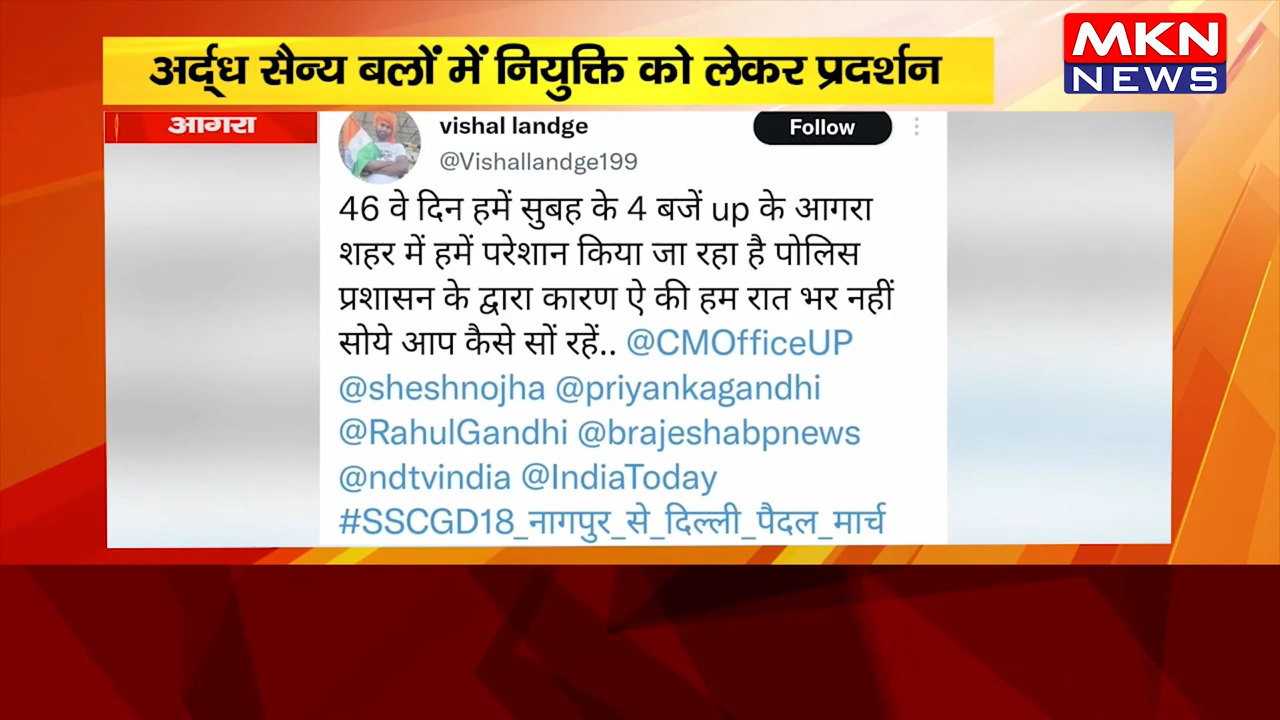 अर्द्ध सैन्य बलों में नियुक्ति को लेकर प्रदर्शन
MKN
NEWS
आगरा
vishal landge
Follow
@Vishallandge199
46 वे दिन हमें सुबह के 4 बजें up के आगरा
शहर में हमें परेशान किया जा रहा है पोलिस
प्रशासन के द्वारा कारण ऐ की हम रात भर नहीं
सोये आप कैसे सों रहें.. @CMOfficeUP
@sheshnojha @priyankagandhi
@RahulGandhi @brajeshabpnews
@ndtvindia @IndiaToday
#SSCGD18_नागपुर_से_दिल्ली_पैदल_मार्च